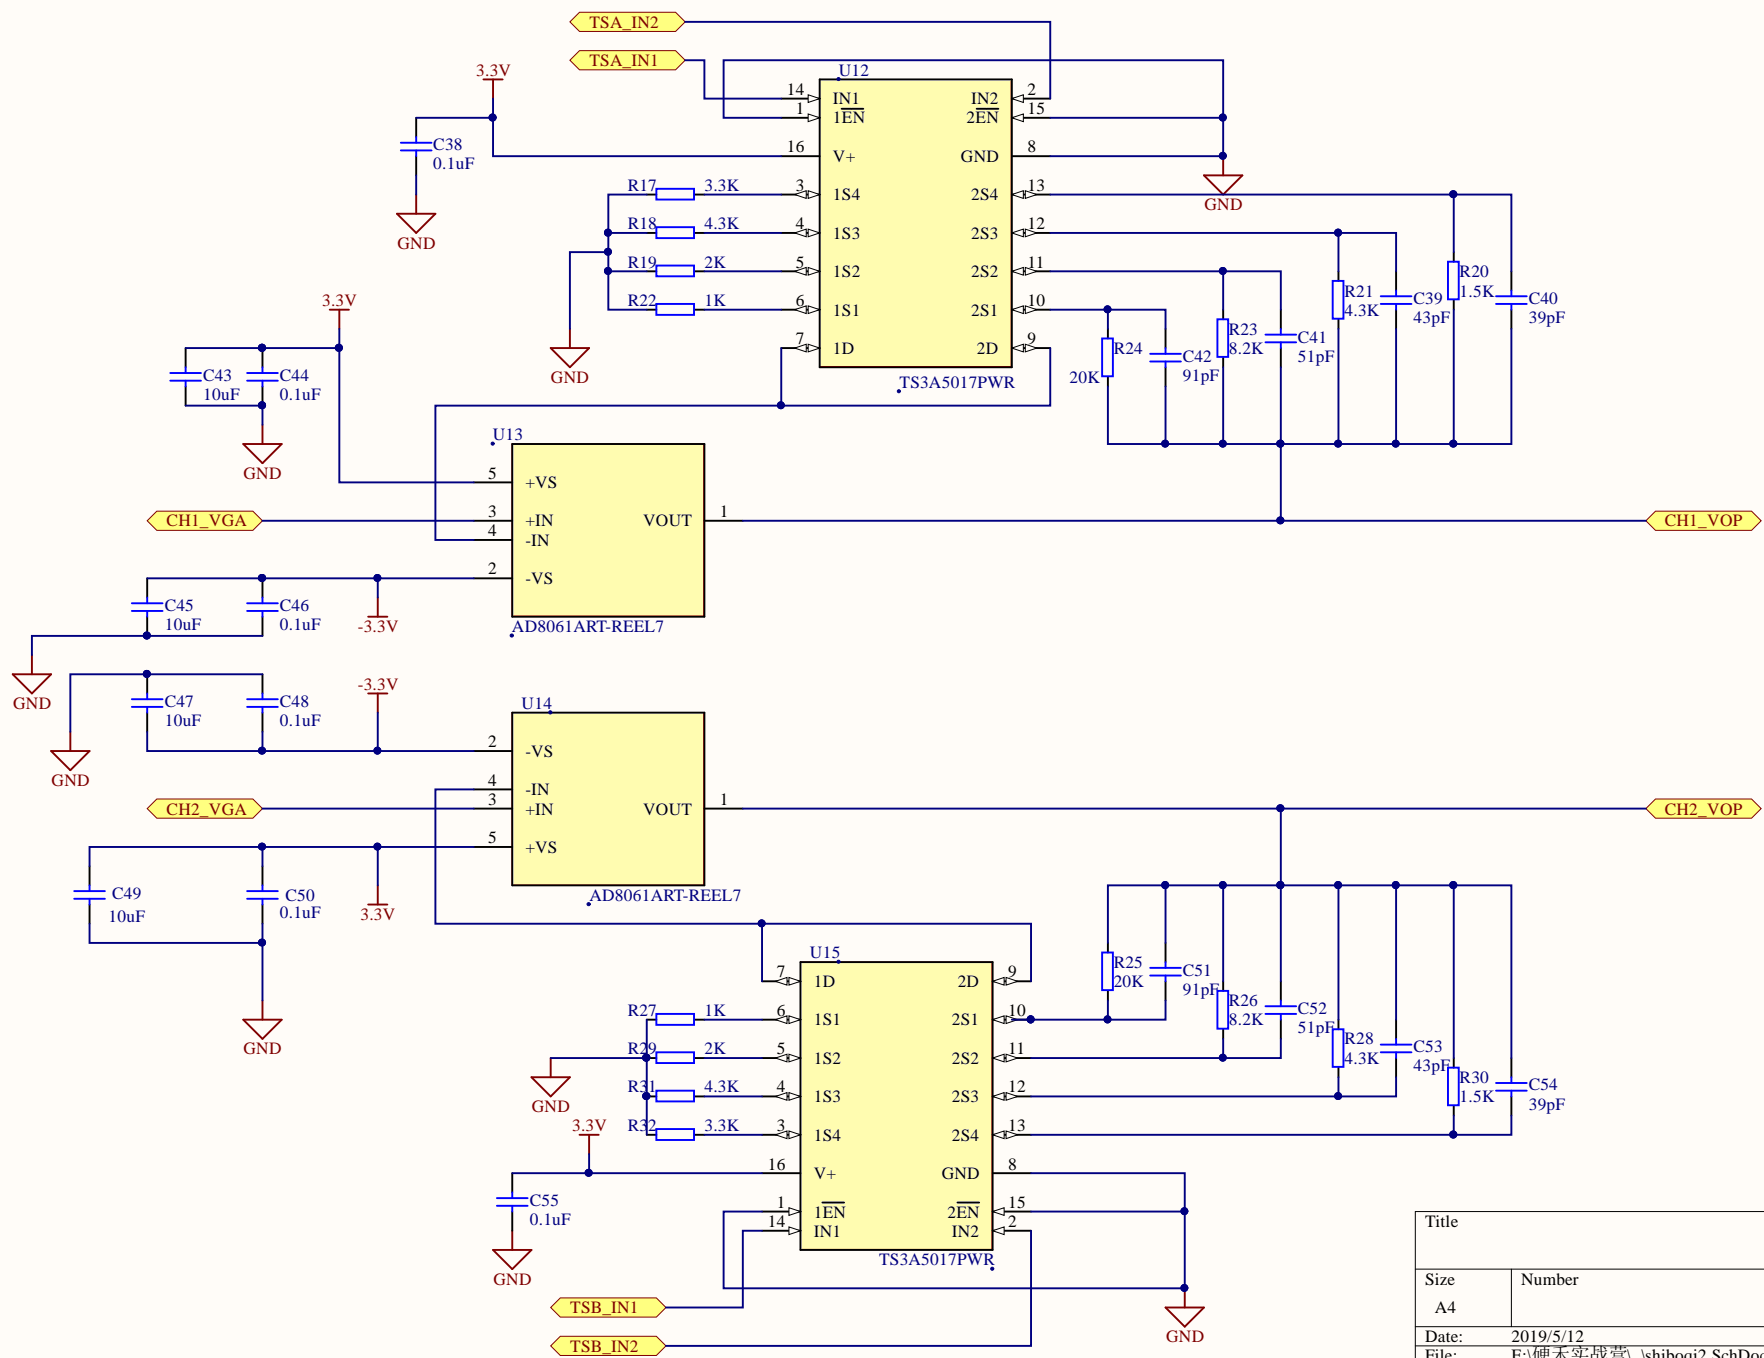 TSA_IN2
TSA_IN1
3.3V
C38
0.1uF
GND
U12
14 IN1 IN2 2
1 1EN 2EN 15
16 V+ GND 8
R17 3.3K 3 1S4 2S4 13
R18 4.3K 4 1S3 2S3 12
R19 2K 5 1S2 2S2 11
R22 1K 6 1S1 2S1 10
7 1D 2D 9
TS3A5017PWR
GND
GND
R24
20K
C42
91pF
R23
8.2K
C41
51pF
R21
4.3K
C39
43pF
R20
1.5K
C40
39pF
3.3V
C43
10uF
C44
0.1uF
GND
U13
5 +VS
CH1_VGA 3 +IN VOUT 1 CH1_VOP
4 -IN
2 -VS
AD8061ART-REEL7
C45
10uF
C46
0.1uF
-3.3V
GND
C47
10uF
C48
0.1uF
-3.3V
GND
U14
2 -VS
4 -IN
CH2_VGA 3 +IN VOUT 1 CH2_VOP
5 +VS
AD8061ART-REEL7
C49
10uF
C50
0.1uF
3.3V
GND
U15
7 1D 2D 9
R27 1K 6 1S1 2S1 10
R29 2K 5 1S2 2S2 11
R31 4.3K 4 1S3 2S3 12
R32 3.3K 3 1S4 2S4 13
16 V+ GND 8
1 1EN 2EN 15
14 IN1 IN2 2
TS3A5017PWR
GND
3.3V
C55
0.1uF
GND
R25
20K
C51
91pF
R26
8.2K
C52
51pF
R28
4.3K
C53
43pF
R30
1.5K
C54
39pF
TSB_IN1
TSB_IN2
GND
Title
Size Number
A4
Date: 2019/5/12
File: E:\硬禾实战营\..\shiboqi2.SchDoc